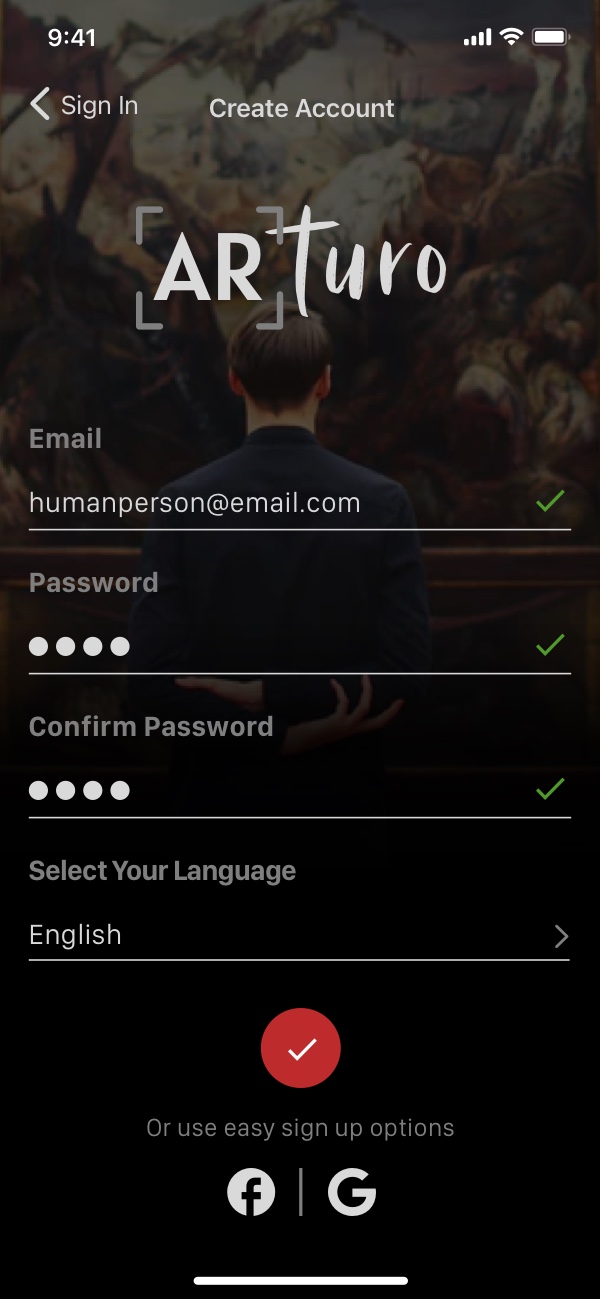 9:41
Sign In
Create Account
ARturo
Email
humanperson@email.com
Password
Confirm Password
Select Your Language
English
Or use easy sign up options